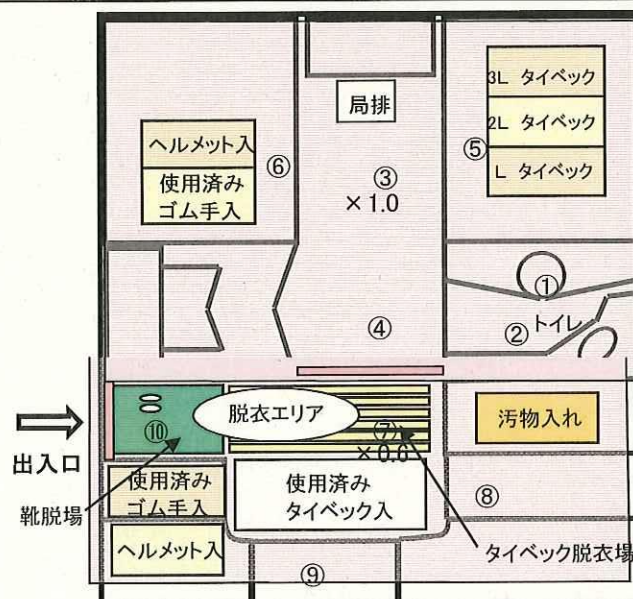 局排
3L タイベック
2L タイベック
L タイベック
⑤
ヘルメット入
使用済み
ゴム手入
⑥
③
×1.0
①
② トイレ
④
出入口
脱衣エリア
⑩
⑦
×0.6
汚物入れ
靴脱場
使用済み
ゴム手入
使用済み
タイベック入
⑧
ヘルメット入
タイベック脱衣場
⑨